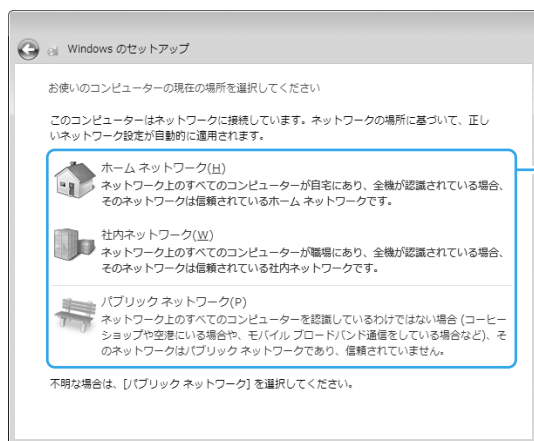 Windows のセットアップ
お使いのコンピューターの現在の場所を選択してください
このコンピューターはネットワークに接続しています。ネットワークの場所に基づいて、正し
いネットワーク設定が自動的に適用されます。
ホーム ネットワーク(H)
ネットワーク上のすべてのコンピューターが自宅にあり、全機が認識されている場合、
そのネットワークは信頼されているホーム ネットワークです。
社内ネットワーク(W)
ネットワーク上のすべてのコンピューターが職場にあり、全機が認識されている場合、
そのネットワークは信頼されている社内ネットワークです。
パブリック ネットワーク(P)
ネットワーク上のすべてのコンピューターを認識しているわけではない場合 (コーヒー
ショップや空港にいる場合や、モバイル ブロードバンド通信をしている場合など)、そ
のネットワークはパブリック ネットワークであり、信頼されていません。
不明な場合は、[パブリック ネットワーク] を選択してください。